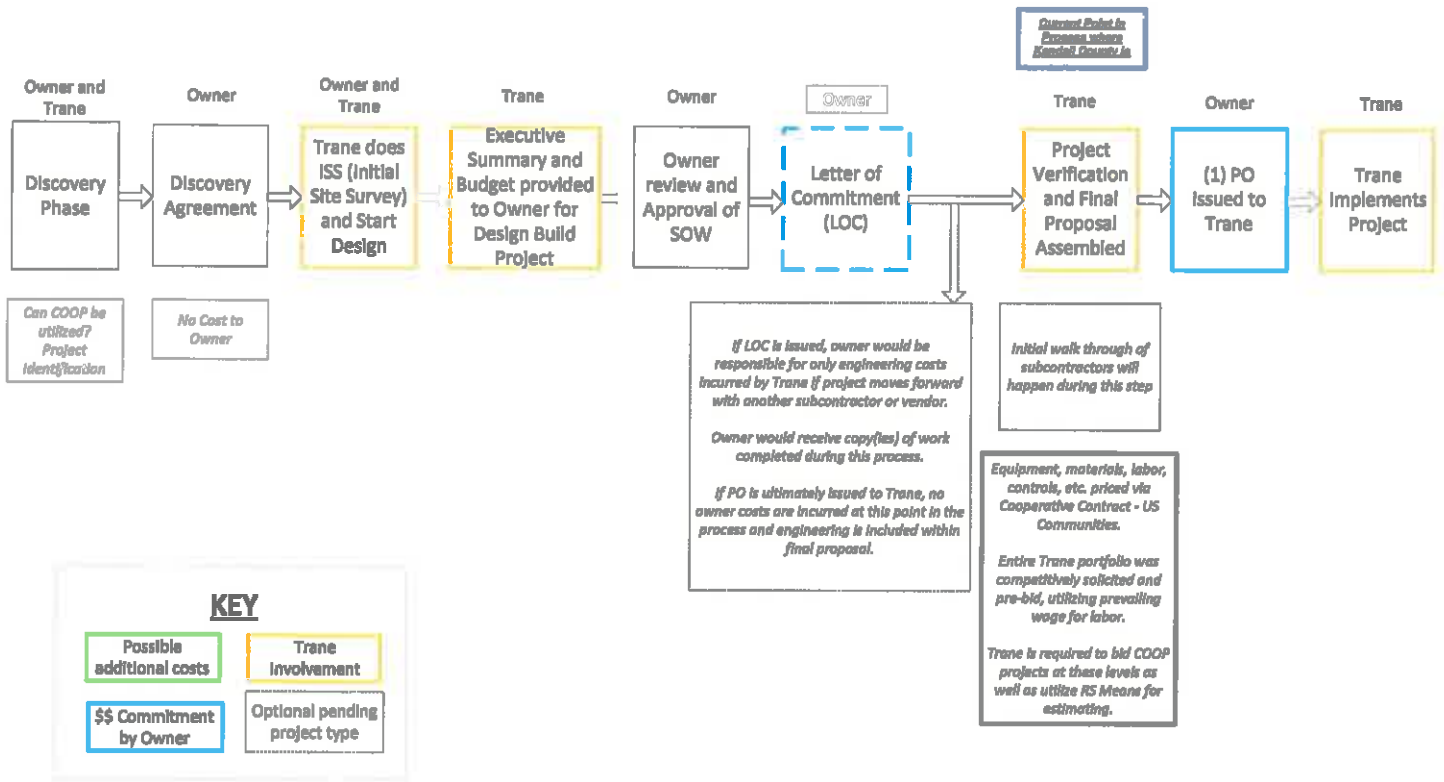 Current Point in
Process where
Kendall County is
Owner and
Trane
Owner
Owner and
Trane
Trane
Owner
Owner
Trane
Owner
Trane
Discovery
Phase
Discovery
Agreement
Trane does
ISS (Initial
Site Survey)
and Start
Design
Executive
Summary and
Budget provided
to Owner for
Design Build
Project
Owner
review and
Approval of
SOW
Letter of
Commitment
(LOC)
Project
Verification
and Final
Proposal
Assembled
(1) PO
issued to
Trane
Trane
Implements
Project
Can COOP be
utilized?
Project
Identification
No Cost to
Owner
If LOC is issued, owner would be
responsible for only engineering costs
incurred by Trane if project moves forward
with another subcontractor or vendor.
Owner would receive copy(ies) of work
completed during this process.
If PO is ultimately issued to Trane, no
owner costs are incurred at this point in the
process and engineering is included within
final proposal.
Initial walk through of
subcontractors will
happen during this step
Equipment, materials, labor,
controls, etc. priced via
Cooperative Contract - US
Communities.
Entire Trane portfolio was
competitively solicited and
pre-bid, utilizing prevailing
wage for labor.
Trane is required to bid COOP
projects at these levels as
well as utilize RS Means for
estimating.
KEY
Possible
additional costs
Trane
Involvement
$$ Commitment
by Owner
Optional pending
project type